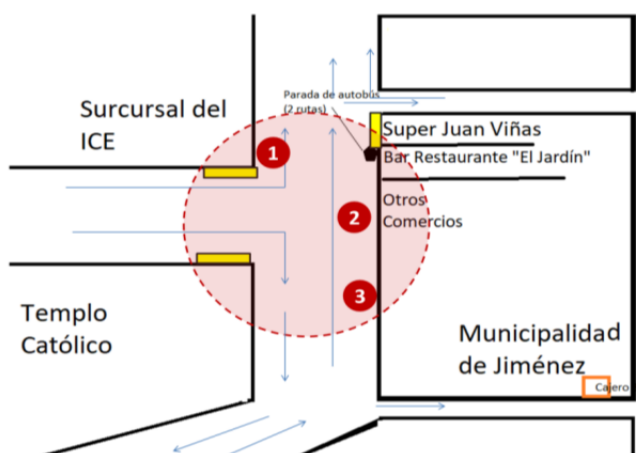 Parada de autobús
(2 rutas)
Surcursal del
ICE
Super Juan Viñas
Bar Restaurante "El Jardín"
1
Otros
Comercios
2
3
Templo
Católico
Municipalidad
de Jiménez
Cajero